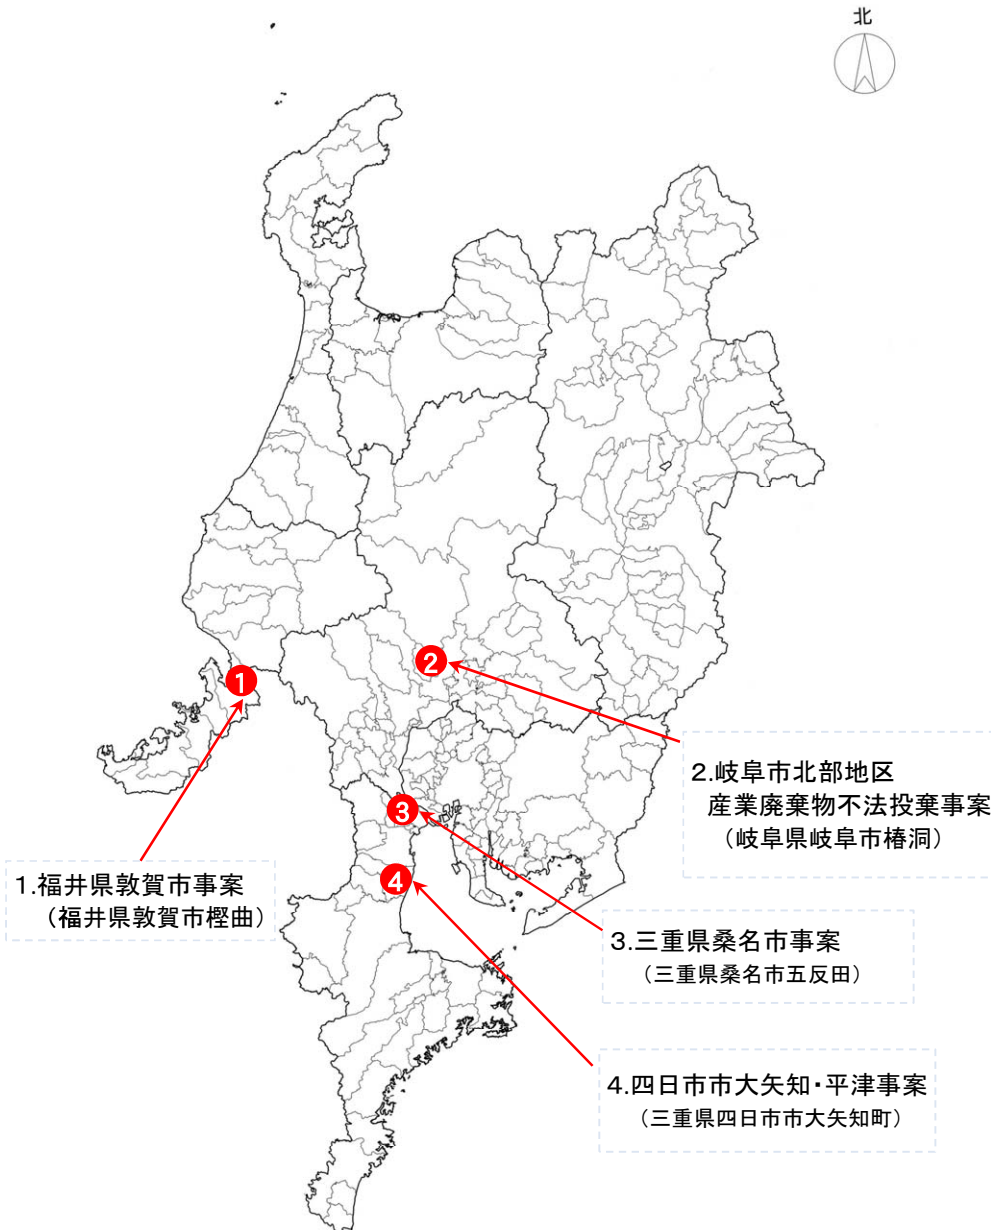 北
1
2
3
4
2.岐阜市北部地区
産業廃棄物不法投棄事案
（岐阜県岐阜市椿洞）
1.福井県敦賀市事案
（福井県敦賀市樫曲）
3.三重県桑名市事案
（三重県桑名市五反田）
4.四日市市大矢知・平津事案
（三重県四日市市大矢知町）